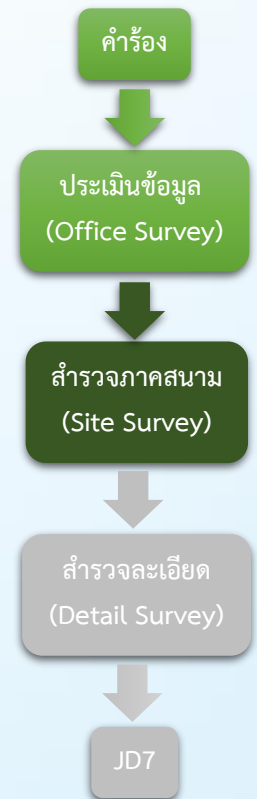 คำร้อง
ประเมินข้อมูล
(Office Survey)
สำรวจภาคสนาม
(Site Survey)
สำรวจละเอียด
(Detail Survey)
JD7